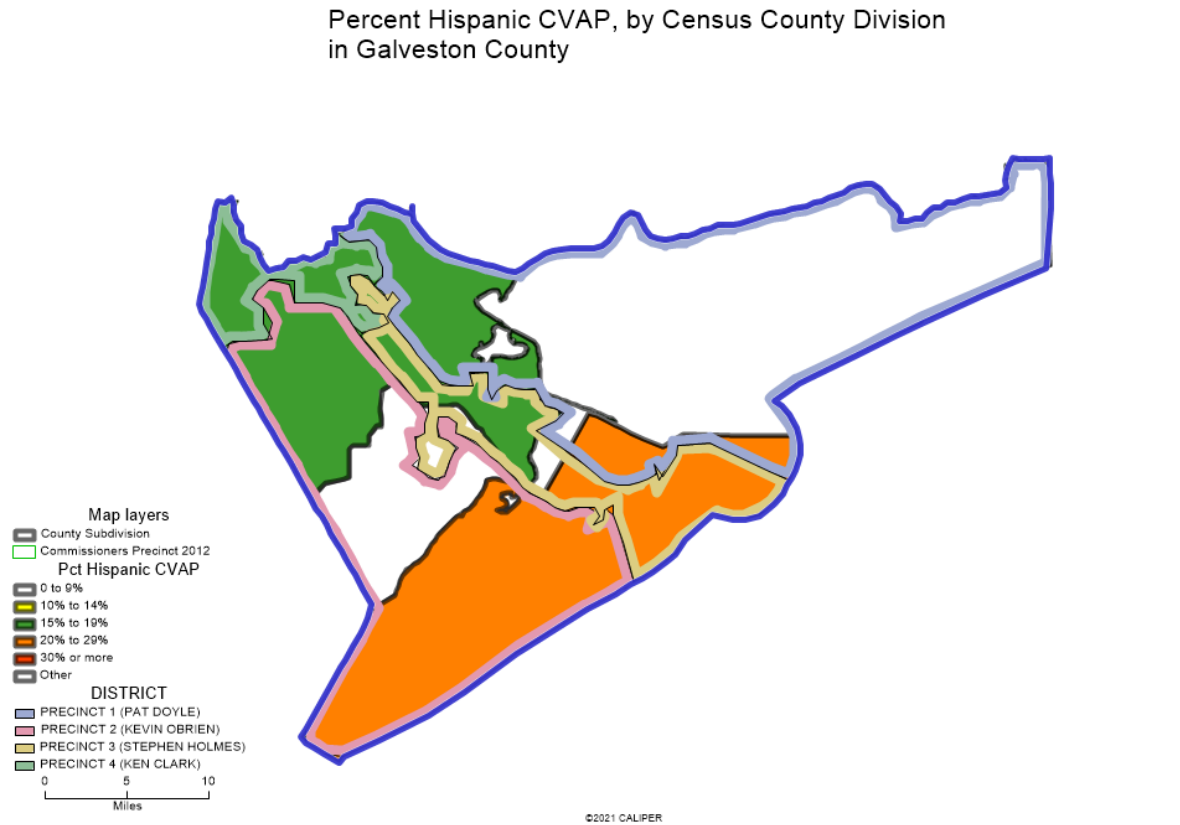 Percent Hispanic CVAP, by Census County Division
in Galveston County
Map layers
County Subdivision
Commissioners Precinct 2012
Pct Hispanic CVAP
0 to 9%
10% to 14%
15% to 19%
20% to 29%
30% or more
Other
DISTRICT
PRECINCT 1 (PAT DOYLE)
PRECINCT 2 (KEVIN OBRIEN)
PRECINCT 3 (STEPHEN HOLMES)
PRECINCT 4 (KEN CLARK)
0 5 10
Miles
©2021 CALIPER